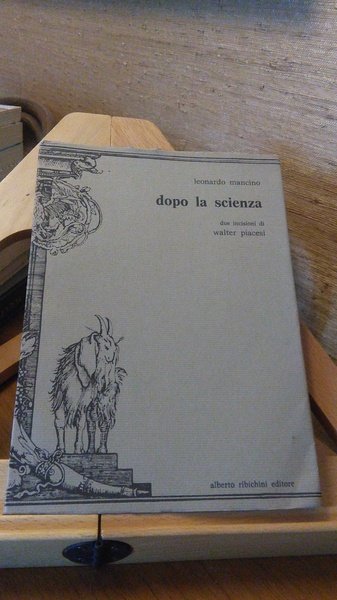 leonardo mancino
dopo la scienza
due incisioni di
walter piacesi
alberto ribichini editore